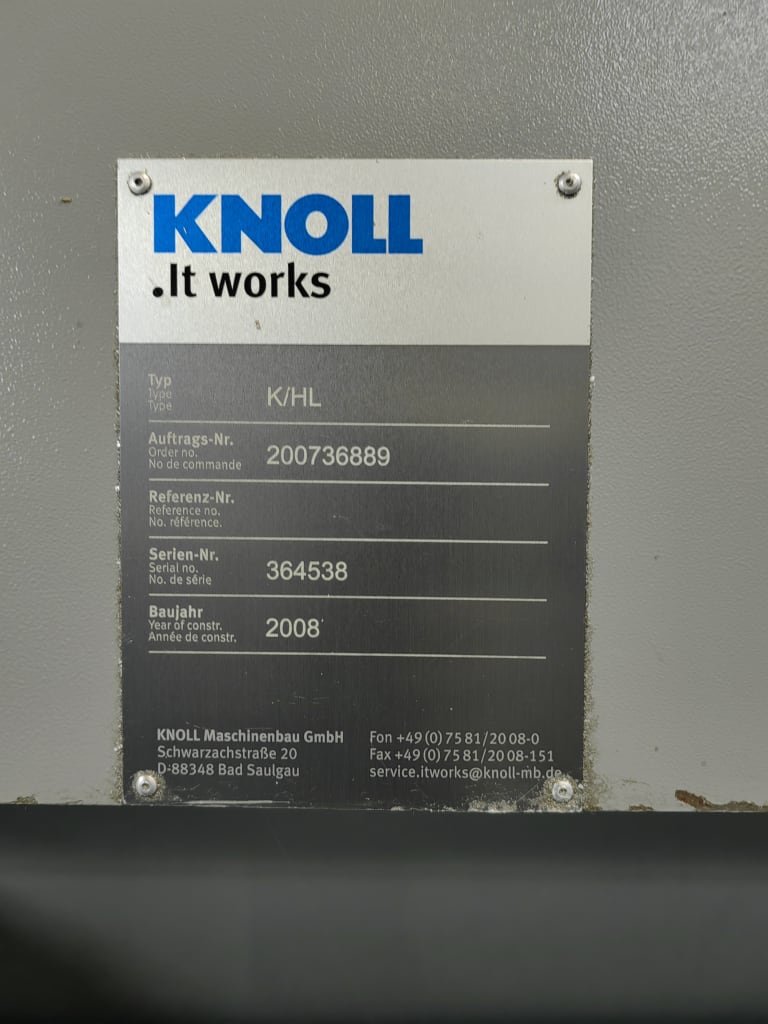 KNOLL
.It works
Typ
Type
Type
K/HL
Auftrags-Nr.
Order no.
No de commande
200736889
Referenz-Nr.
Reference no.
No. référence.
Serien-Nr.
Serial no.
No. de série
364538
Baujahr
Year of constr.
Année de constr.
2008
KNOLL Maschinenbau GmbH
Schwarzachstraße 20
D-88348 Bad Saulgau
Fon +49 (0) 75 81/20 08-0
Fax +49 (0) 75 81/20 08-151
service.itworks@knoll-mb.de